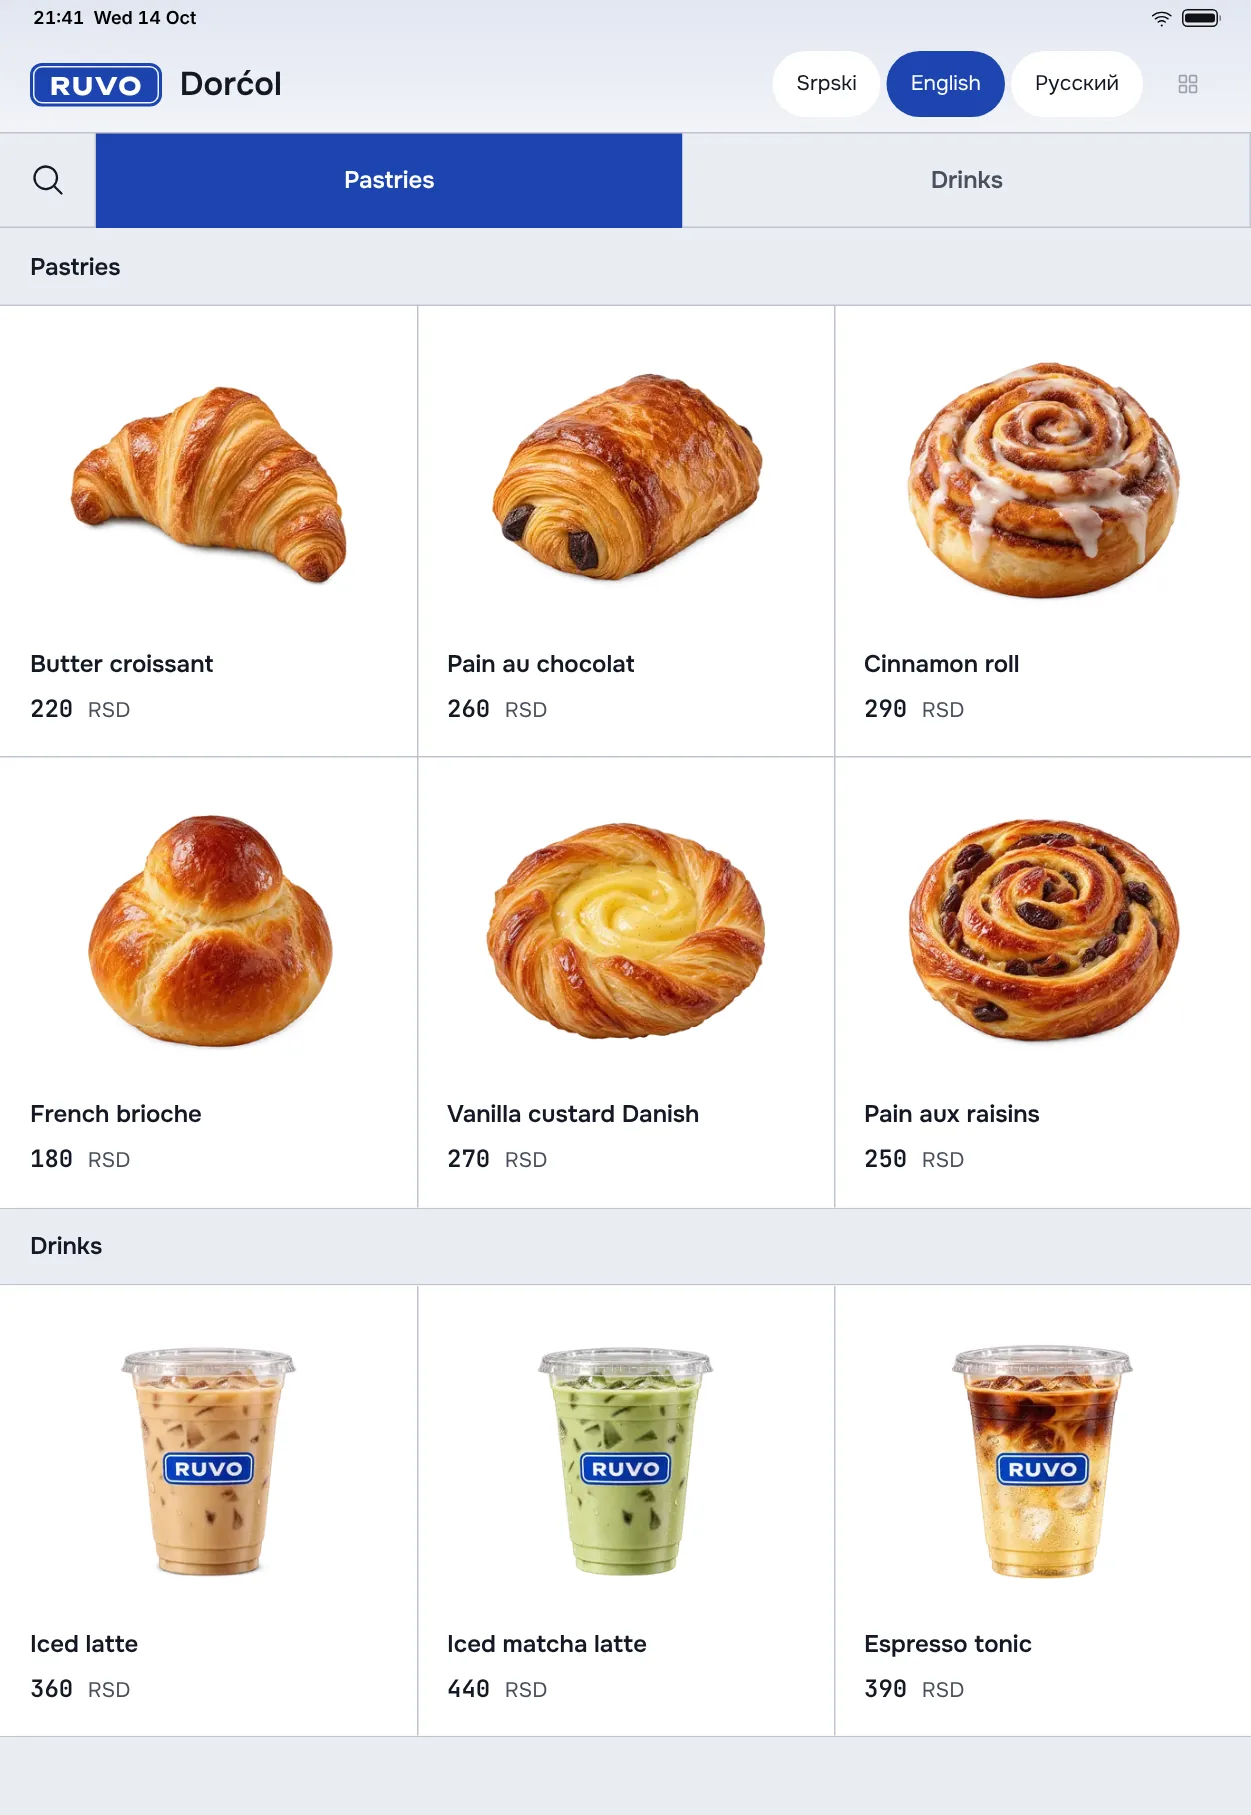 21:41 Wed 14 Oct
RUVO Dorćol
Srpski English Русский
Pastries Drinks
Pastries
Butter croissant
220 RSD
Pain au chocolat
260 RSD
Cinnamon roll
290 RSD
French brioche
180 RSD
Vanilla custard Danish
270 RSD
Pain aux raisins
250 RSD
Drinks
RUVO
Iced latte
360 RSD
RUVO
Iced matcha latte
440 RSD
RUVO
Espresso tonic
390 RSD